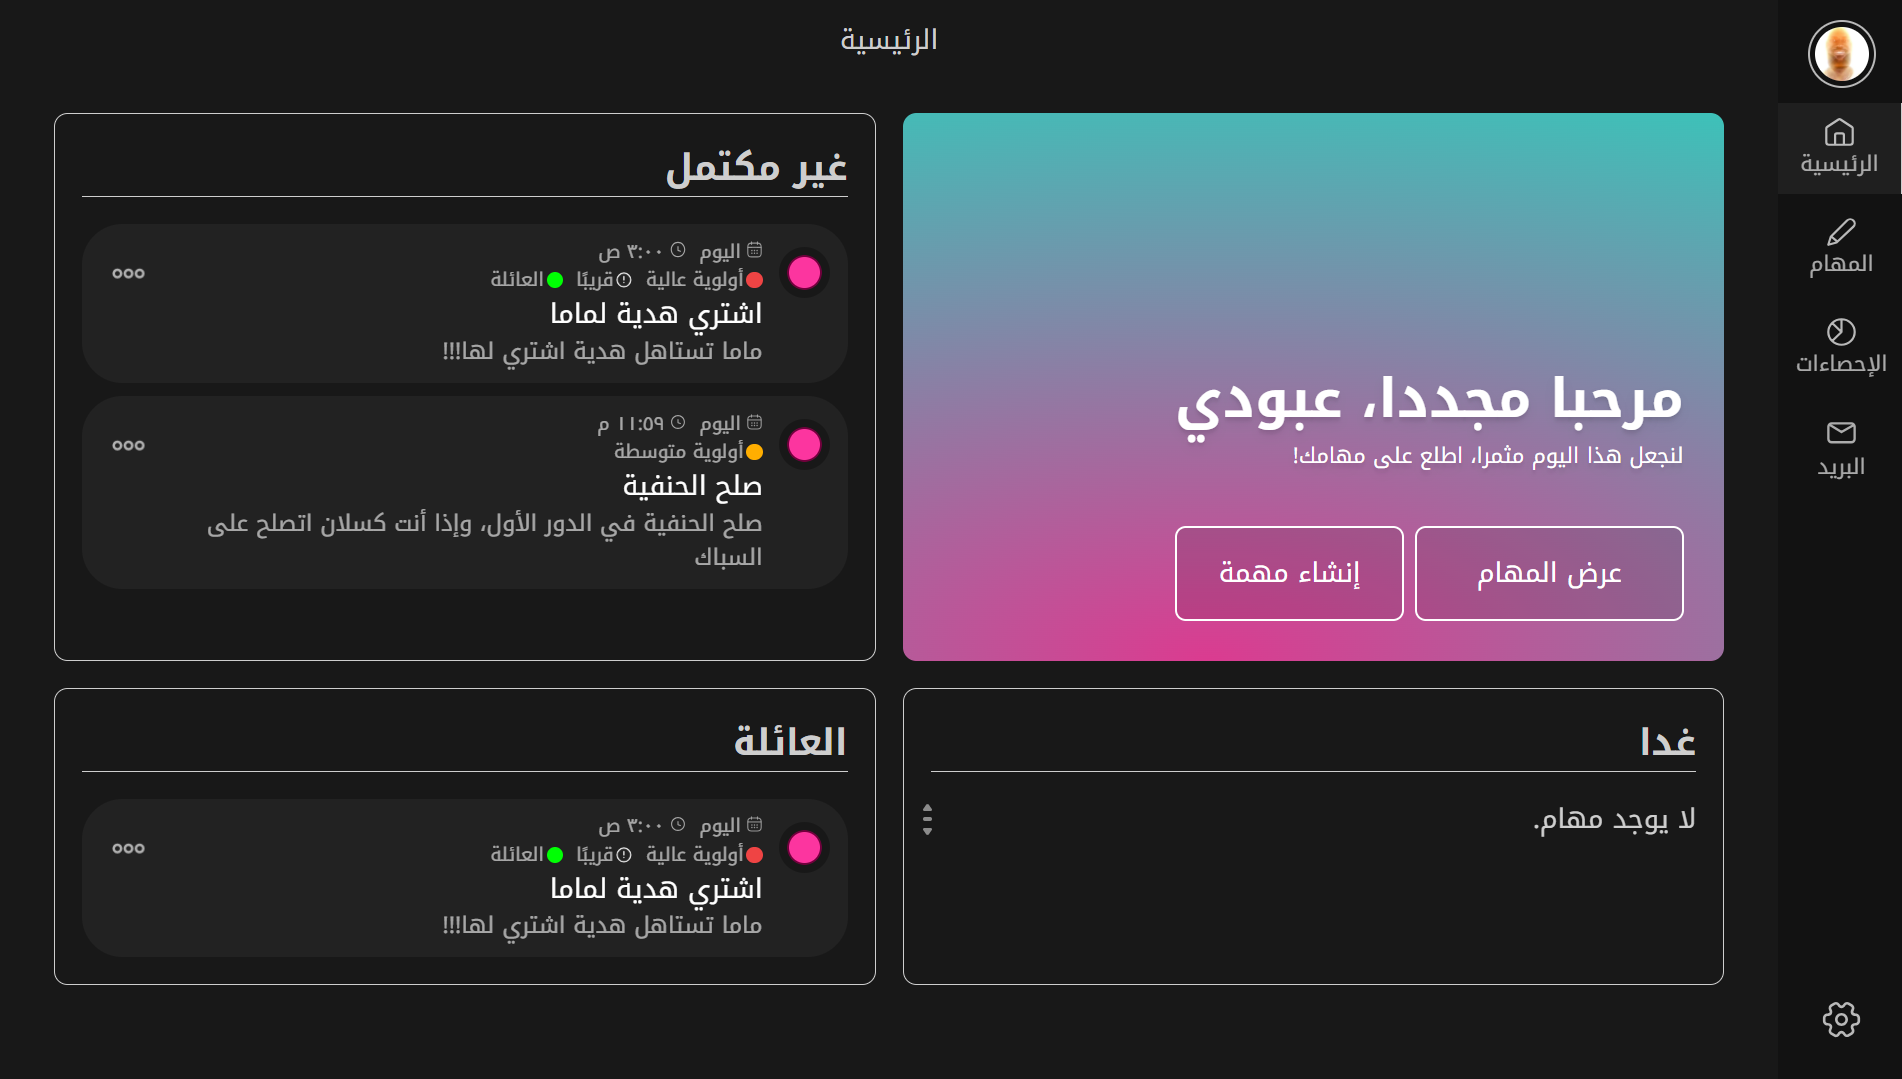 الرئيسية
الرئيسية
المهام
الإحصاءات
البريد
مرحبا مجددا، عبودي
لنجعل هذا اليوم مثمرا، اطلع على مهامك!
عرض المهام
إنشاء مهمة
غير مكتمل
اليوم ٣:٠٠ ص
أولوية عالية قريبًا العائلة
اشتري هدية لماما
ماما تستاهل هدية اشتري لها!!!
اليوم ١١:٥٩ م
أولوية متوسطة
صلح الحنفية
صلح الحنفية في الدور الأول، وإذا أنت كسلان اتصلح على
السباك
غدا
لا يوجد مهام.
العائلة
اليوم ٣:٠٠ ص
أولوية عالية قريبًا العائلة
اشتري هدية لماما
ماما تستاهل هدية اشتري لها!!!